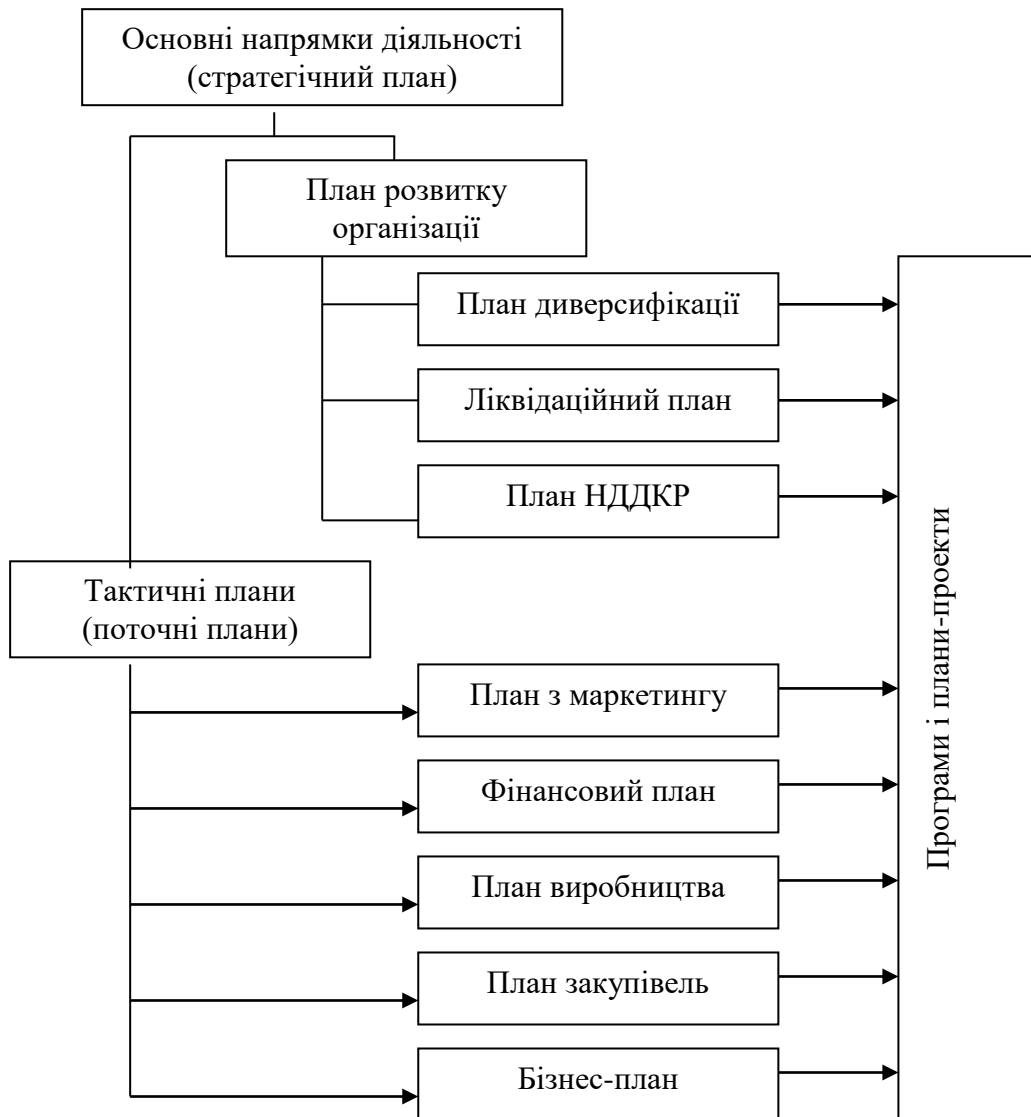 Основні напрямки діяльності
(стратегічний план)
План розвитку
організації
План диверсифікації
Ліквідаційний план
План НДДКР
Тактичні плани
(поточні плани)
План з маркетингу
Фінансовий план
План виробництва
План закупівель
Бізнес-план
Програми і плани-проекти